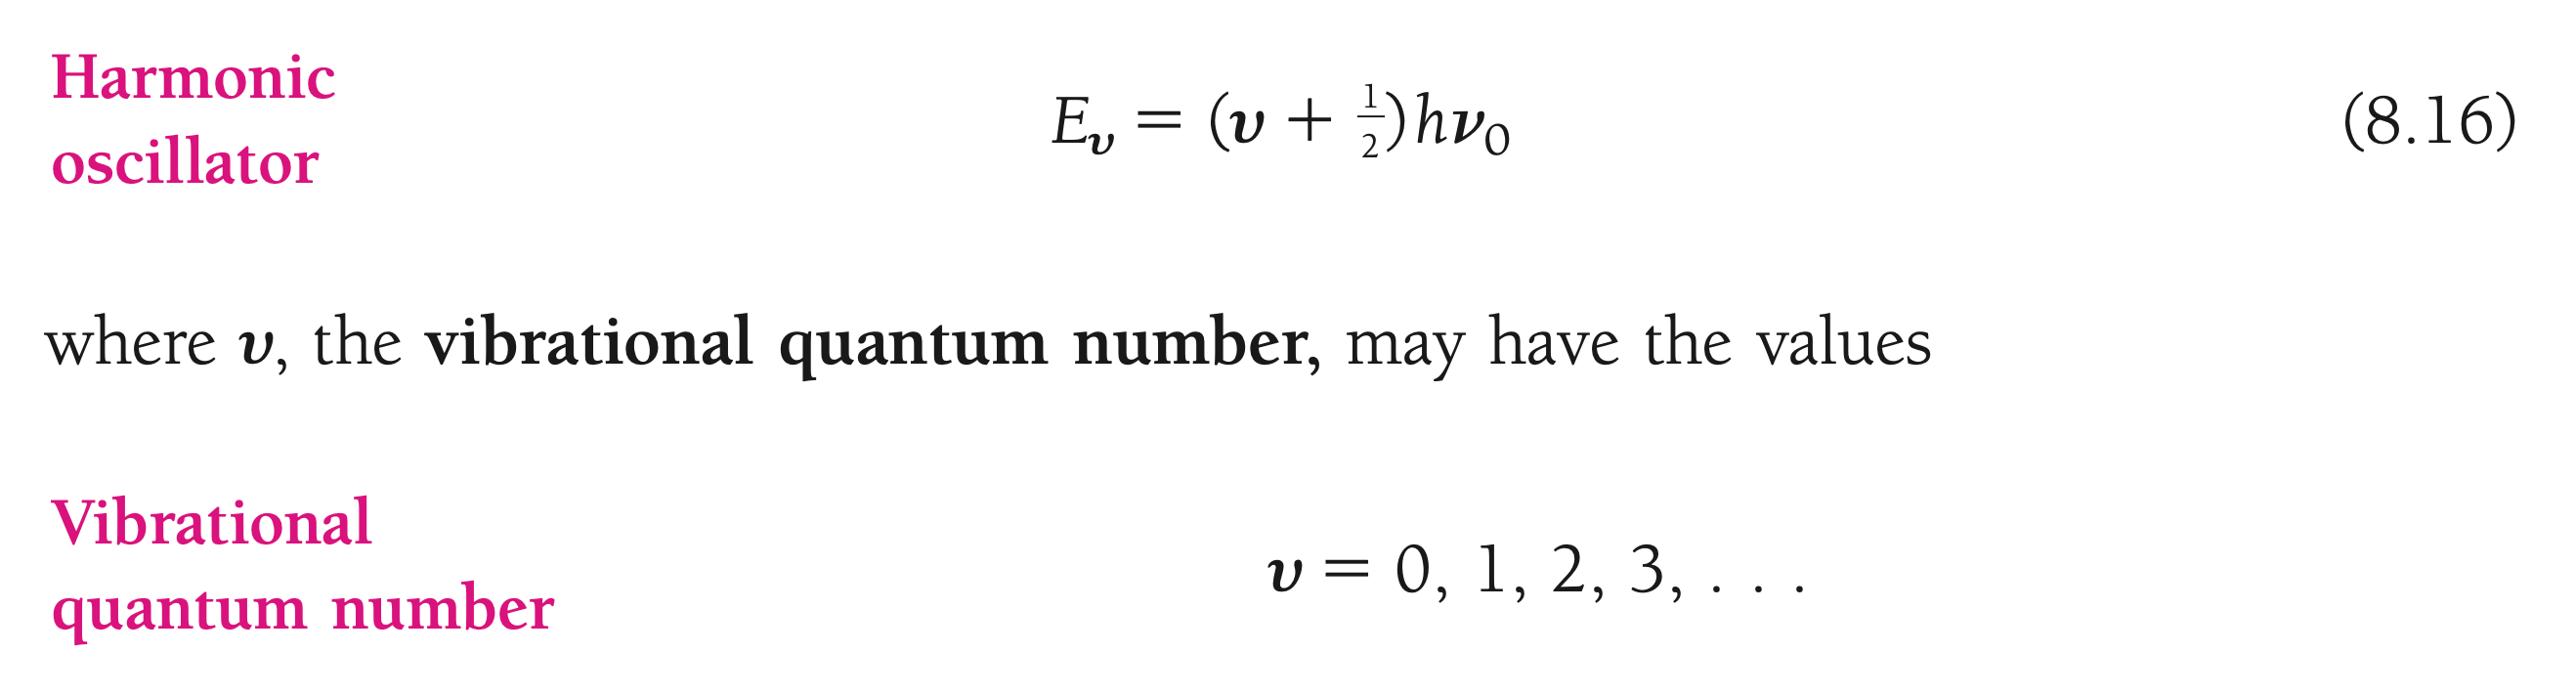 Harmonic
oscillator
E_υ = (υ + 1/2)hν_0 (8.16)
where υ, the vibrational quantum number, may have the values
Vibrational
quantum number
υ = 0, 1, 2, 3, . . .